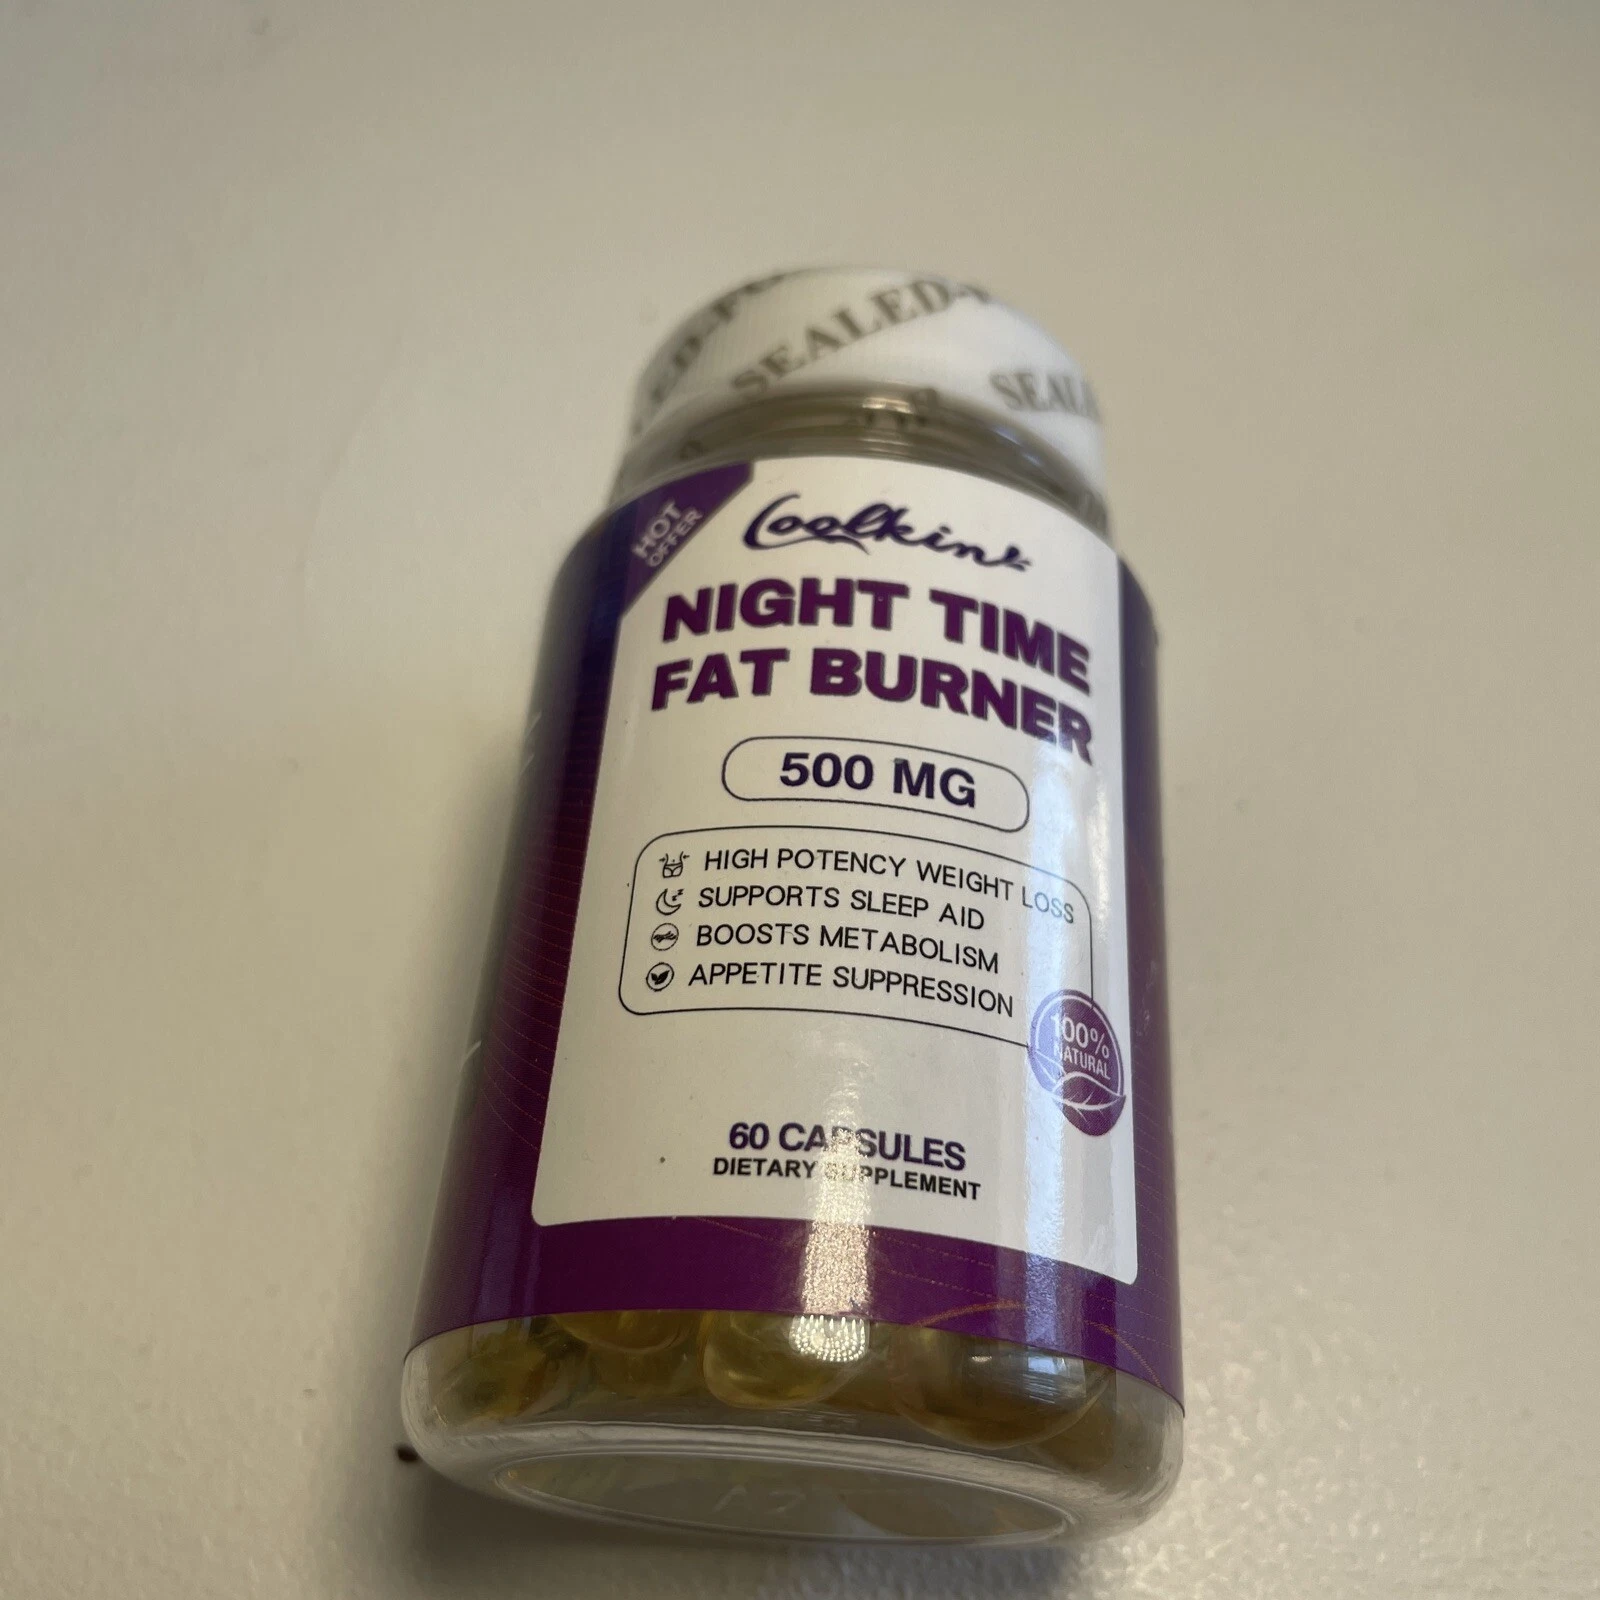 SEALED
SEAL
HOT
OFFER
Coolkin
NIGHT TIME
FAT BURNER
500 MG
HIGH POTENCY WEIGHT LOSS
SUPPORTS SLEEP AID
BOOSTS METABOLISM
APPETITE SUPPRESSION
100%
NATURAL
60 CAPSULES
DIETARY SUPPLEMENT